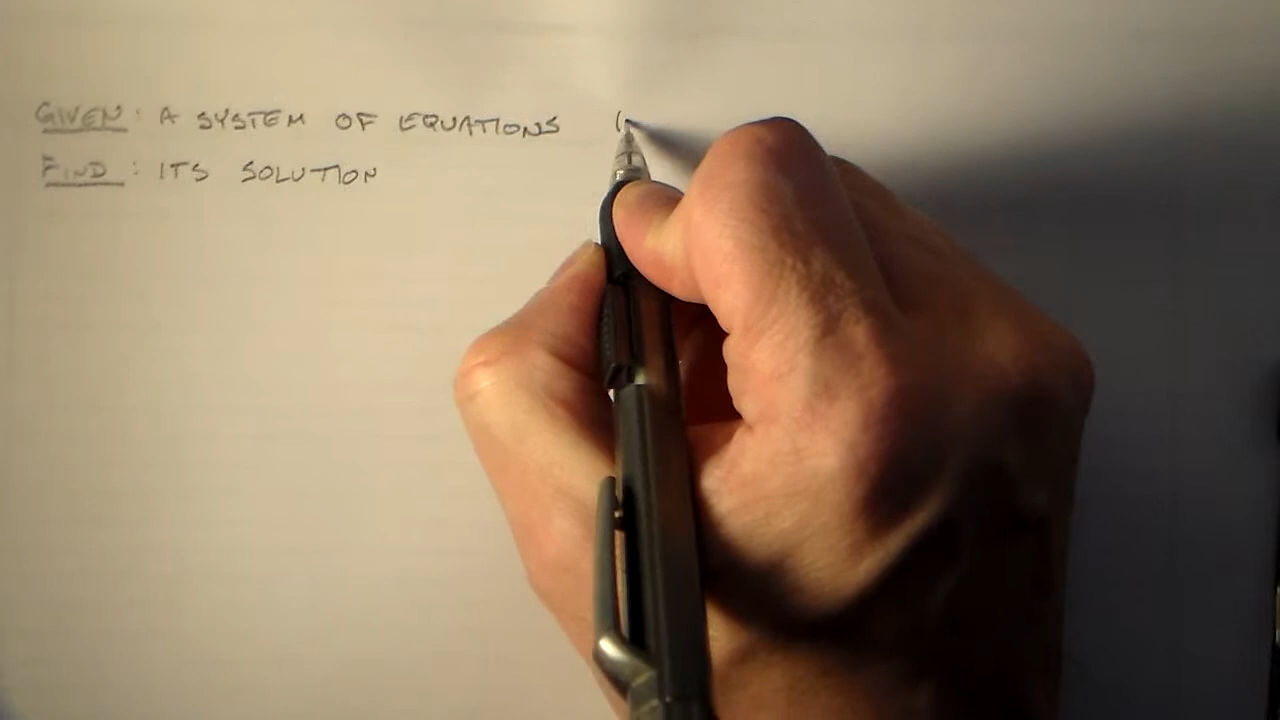 GIVEN: A SYSTEM OF EQUATIONS (
FIND: ITS SOLUTION